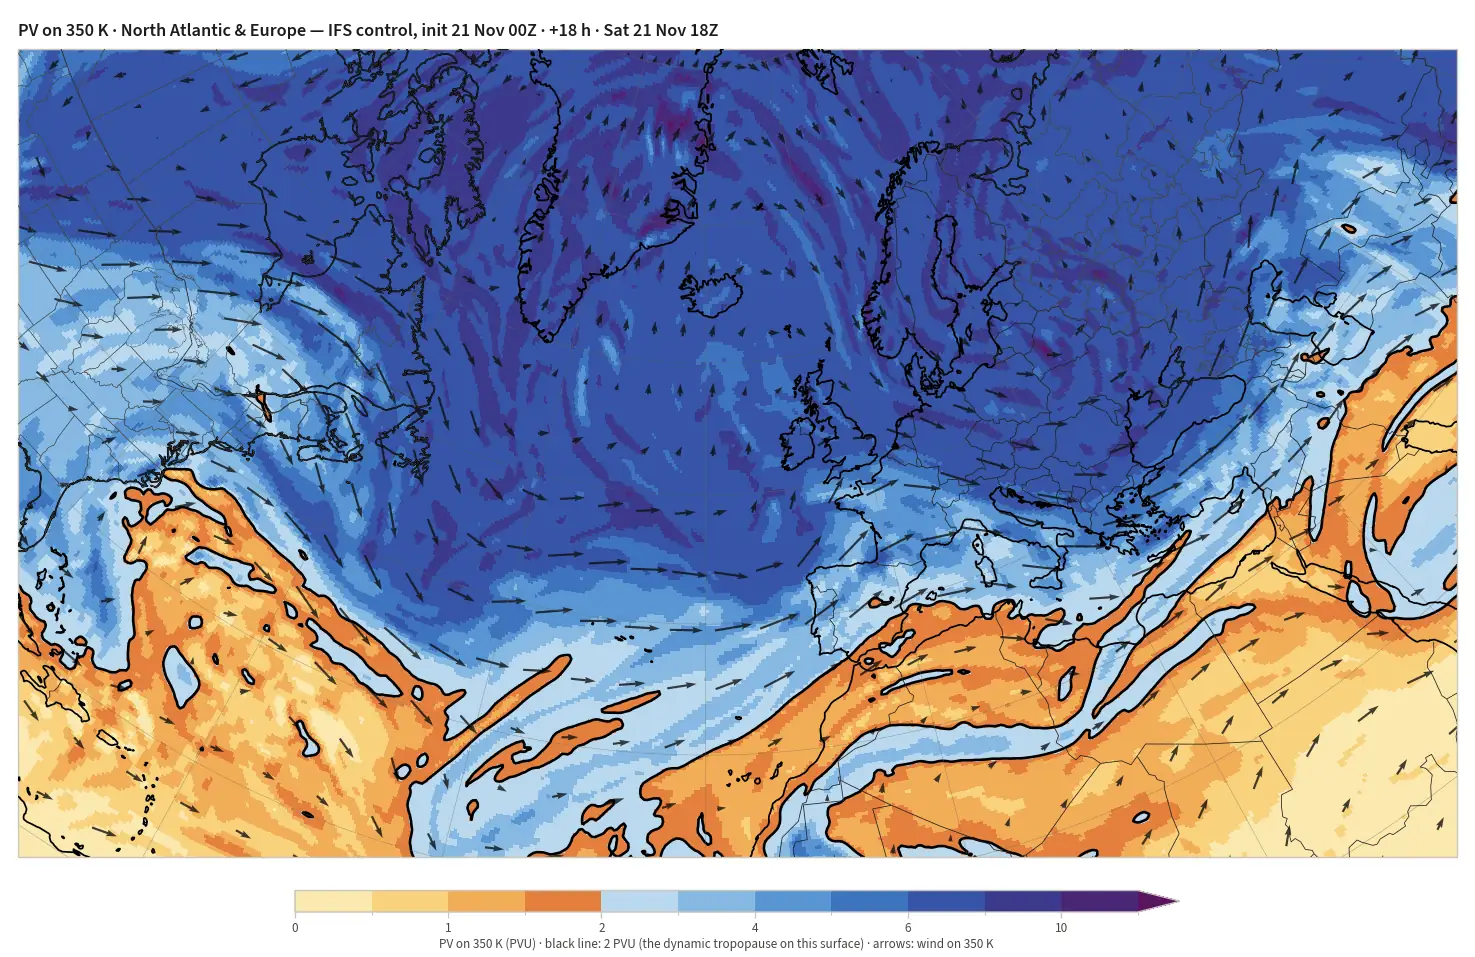 PV on 350 K · North Atlantic & Europe — IFS control, init 21 Nov 00Z · +18 h · Sat 21 Nov 18Z
0 1 2 4 6 10
PV on 350 K (PVU) · black line: 2 PVU (the dynamic tropopause on this surface) · arrows: wind on 350 K